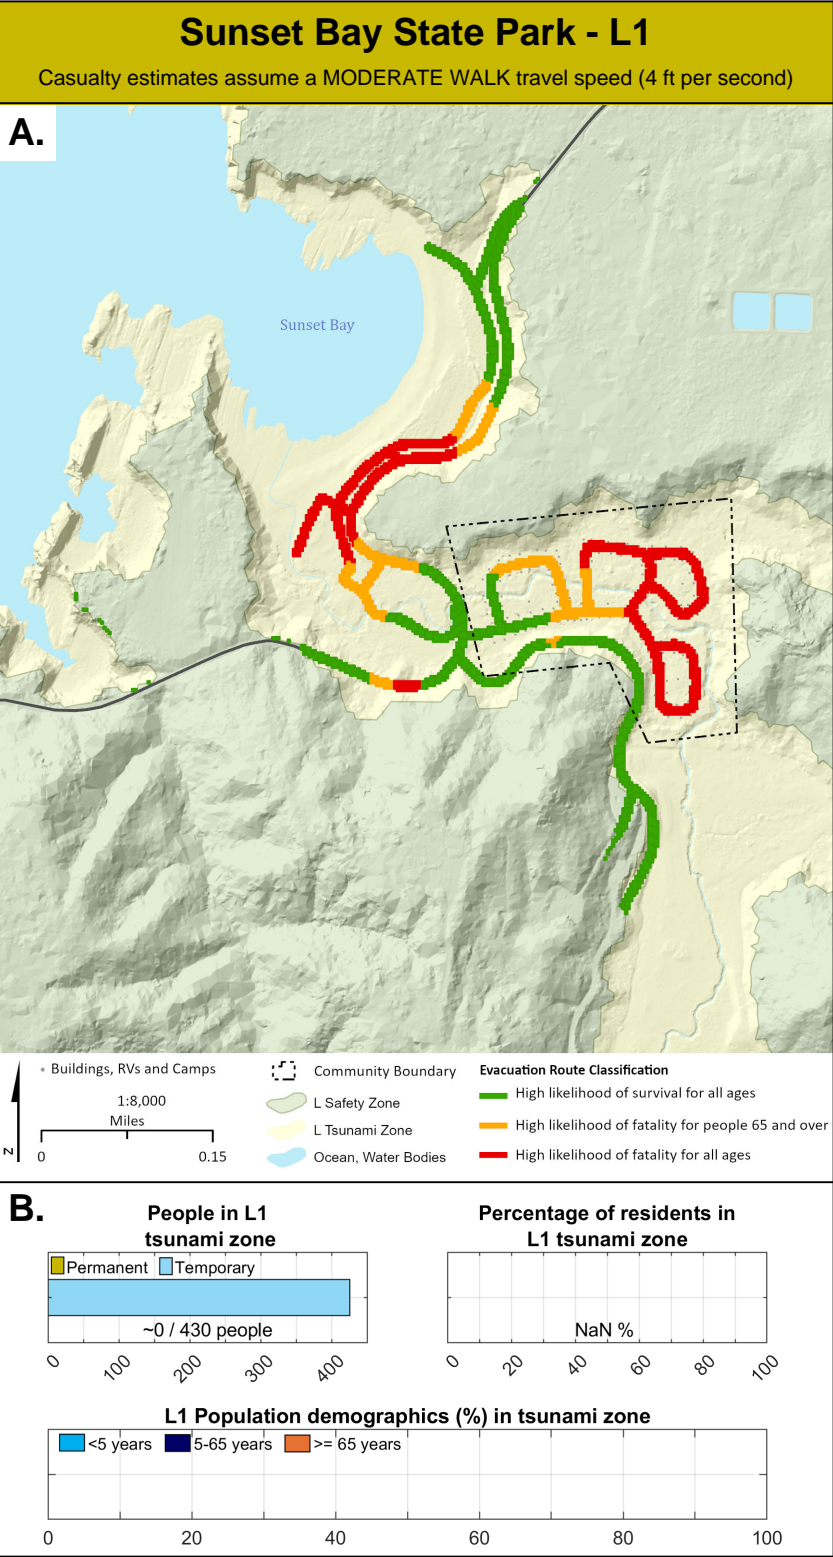 Sunset Bay State Park - L1
Casualty estimates assume a MODERATE WALK travel speed (4 ft per second)
A.
Sunset Bay
Buildings, RVs and Camps
1:8,000
Miles
0 0.15
N
Community Boundary
L Safety Zone
L Tsunami Zone
Ocean, Water Bodies
Evacuation Route Classification
High likelihood of survival for all ages
High likelihood of fatality for people 65 and over
High likelihood of fatality for all ages
B.
People in L1
tsunami zone
Permanent Temporary
~0 / 430 people
0 100 200 300 400
Percentage of residents in
L1 tsunami zone
NaN %
0 20 40 60 80 100
L1 Population demographics (%) in tsunami zone
<5 years 5-65 years >= 65 years
0 20 40 60 80 100